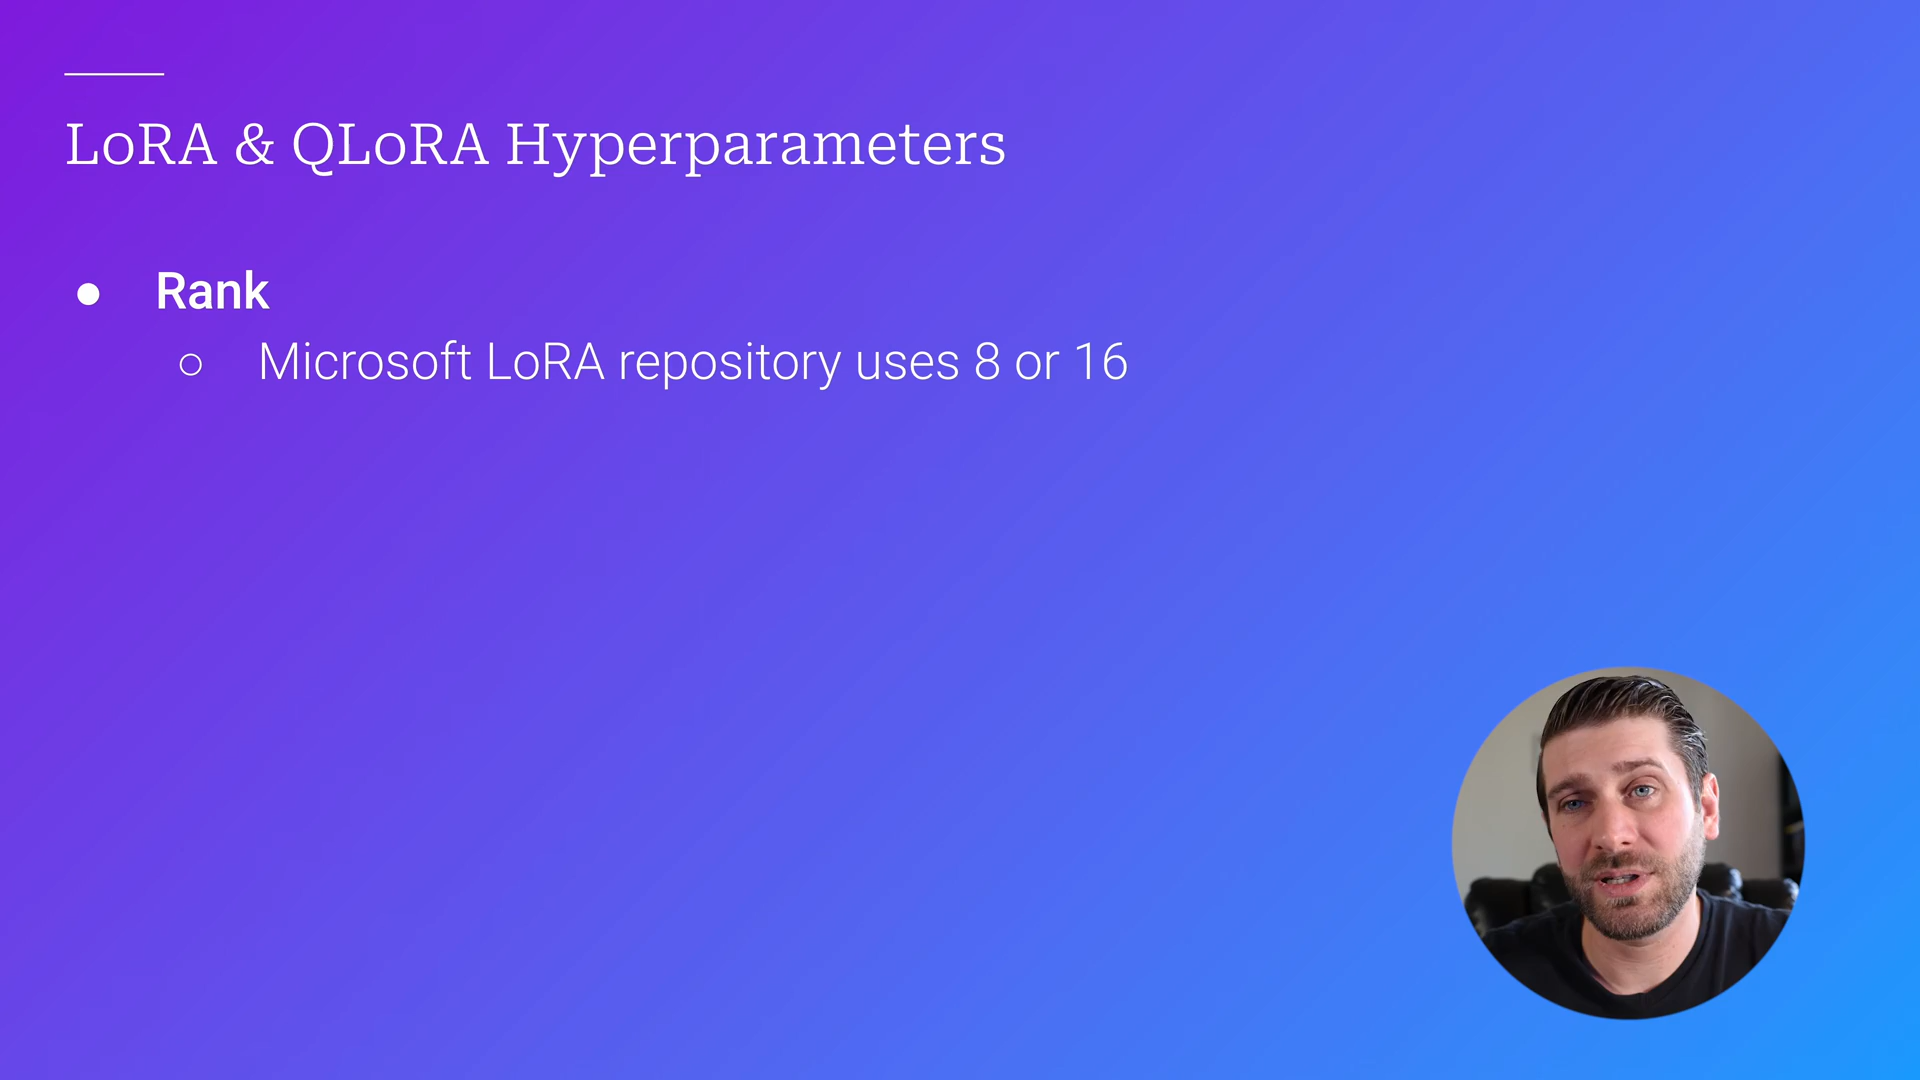 LoRA & QLoRA Hyperparameters
● Rank
○ Microsoft LoRA repository uses 8 or 16